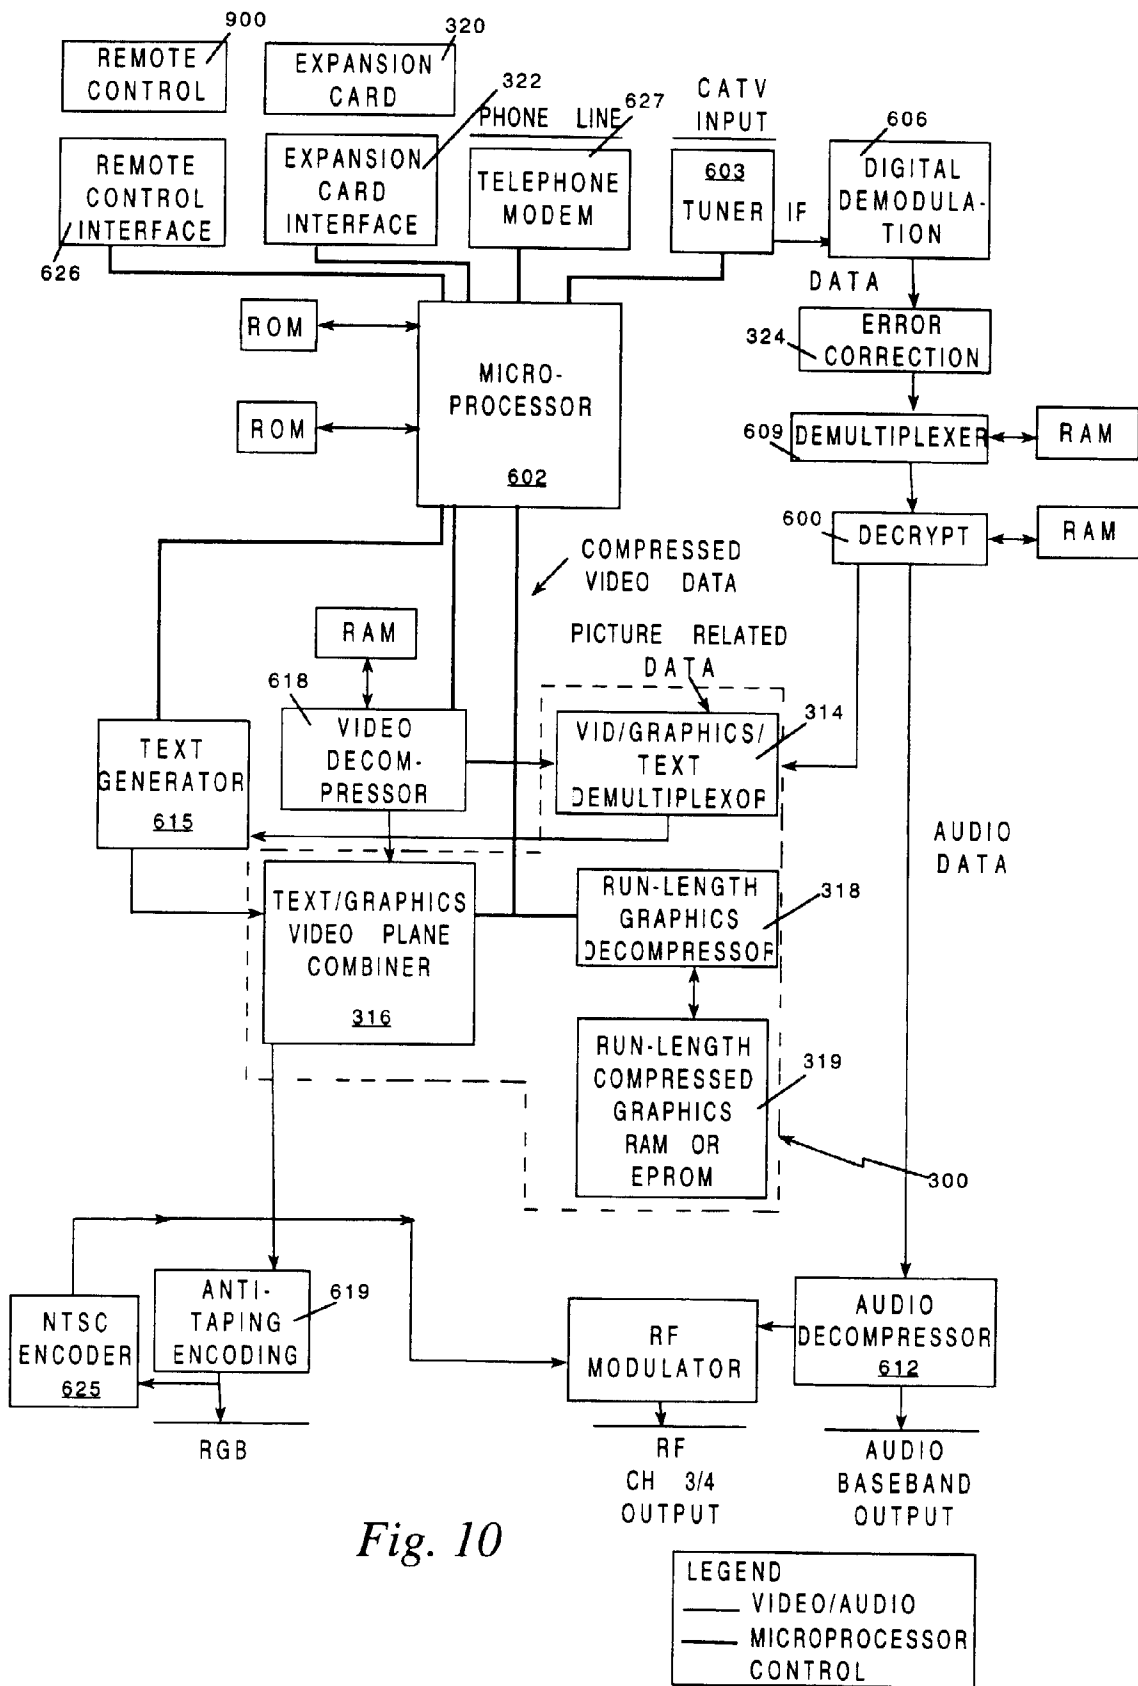 900
REMOTE
CONTROL
320
EXPANSION
CARD
322
PHONE LINE
627
CATV
INPUT
606
REMOTE
CONTROL
INTERFACE
626
EXPANSION
CARD
INTERFACE
TELEPHONE
MODEM
603
TUNER
IF
DIGITAL
DEMODULA-
TION
DATA
ROM
ROM
MICRO-
PROCESSOR
602
324
ERROR
CORRECTION
609
DEMULTIPLEXER
RAM
600
DECRYPT
RAM
COMPRESSED
VIDEO DATA
RAM
PICTURE RELATED
DATA
618
VIDEO
DECOM-
PRESSOR
VID/GRAPHICS/
TEXT
DEMULTIPLEXOR
314
TEXT
GENERATOR
615
AUDIO
DATA
TEXT/GRAPHICS
VIDEO PLANE
COMBINER
316
RUN-LENGTH
GRAPHICS
DECOMPRESSOR
318
RUN-LENGTH
COMPRESSED
GRAPHICS
RAM OR
EPROM
319
300
NTSC
ENCODER
625
ANTI-
TAPING
ENCODING
619
RF
MODULATOR
AUDIO
DECOMPRESSOR
612
RGB
RF
CH 3/4
OUTPUT
AUDIO
BASEBAND
OUTPUT
Fig. 10
LEGEND
VIDEO/AUDIO
MICROPROCESSOR
CONTROL